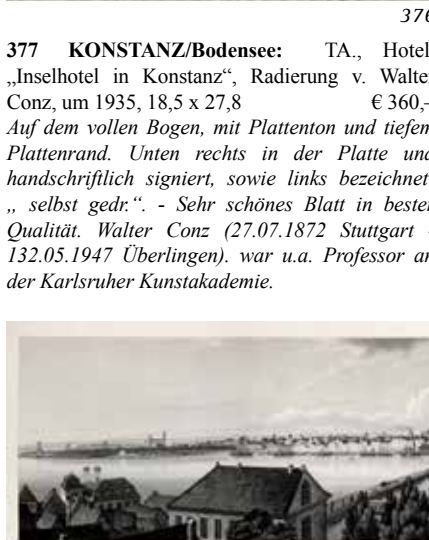 376
377 KONSTANZ/Bodensee: TA., Hotel
„Inselhotel in Konstanz“, Radierung v. Walter
Conz, um 1935, 18,5 x 27,8 € 360,-
Auf dem vollen Bogen, mit Plattenton und tiefem
Plattenrand. Unten rechts in der Platte und
handschriftlich signiert, sowie links bezeichnet
„ selbst gedr.“. - Sehr schönes Blatt in bester
Qualität. Walter Conz (27.07.1872 Stuttgart -
132.05.1947 Überlingen). war u.a. Professor an
der Karlsruher Kunstakademie.